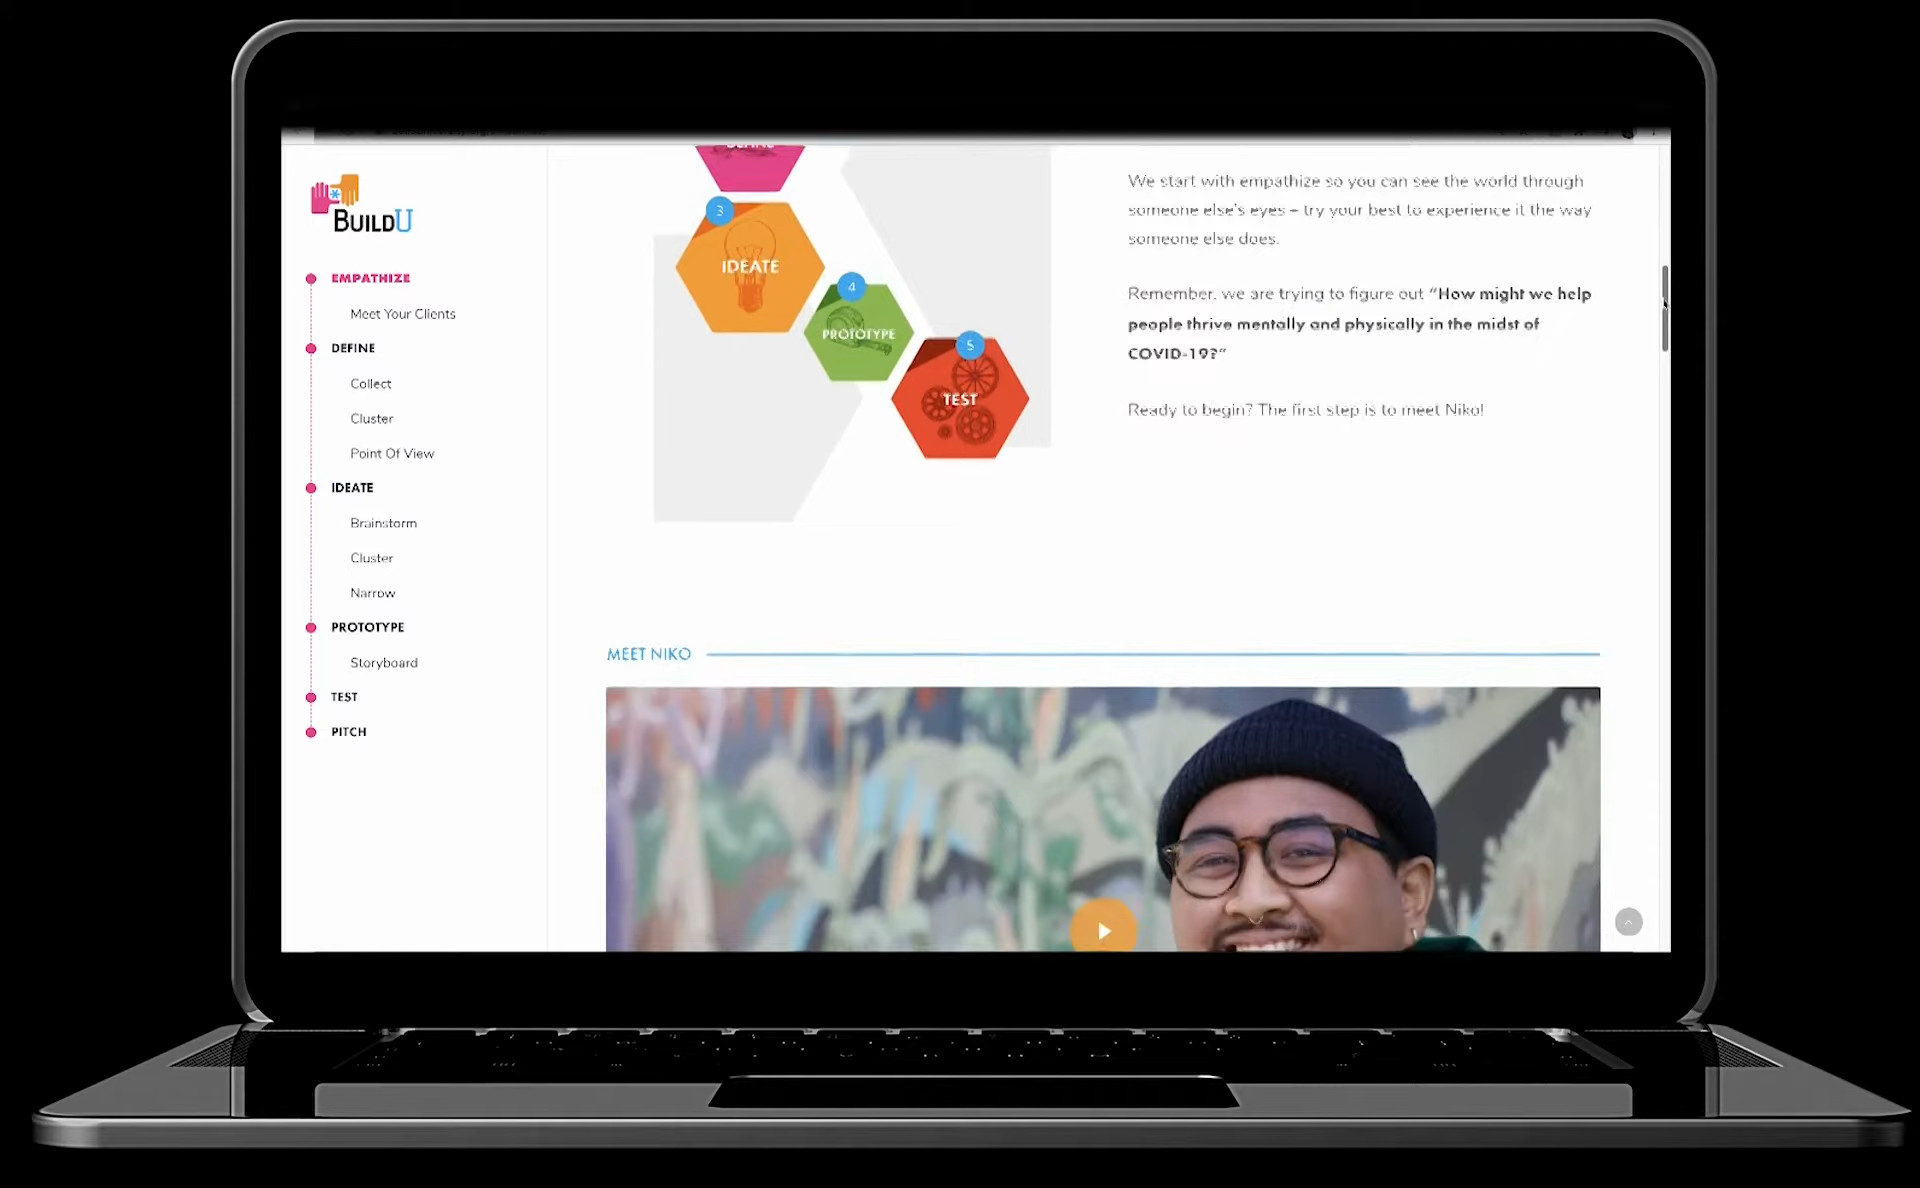 BUILDU
EMPATHIZE
Meet Your Clients
DEFINE
Collect
Cluster
Point Of View
IDEATE
Brainstorm
Cluster
Narrow
PROTOTYPE
Storyboard
TEST
PITCH
3
IDEATE
4
PROTOTYPE
5
TEST
We start with empathize so you can see the world through
someone else's eyes – try your best to experience it the way
someone else does.
Remember, we are trying to figure out "How might we help
people thrive mentally and physically in the midst of
COVID-19?"
Ready to begin? The first step is to meet Niko!
MEET NIKO